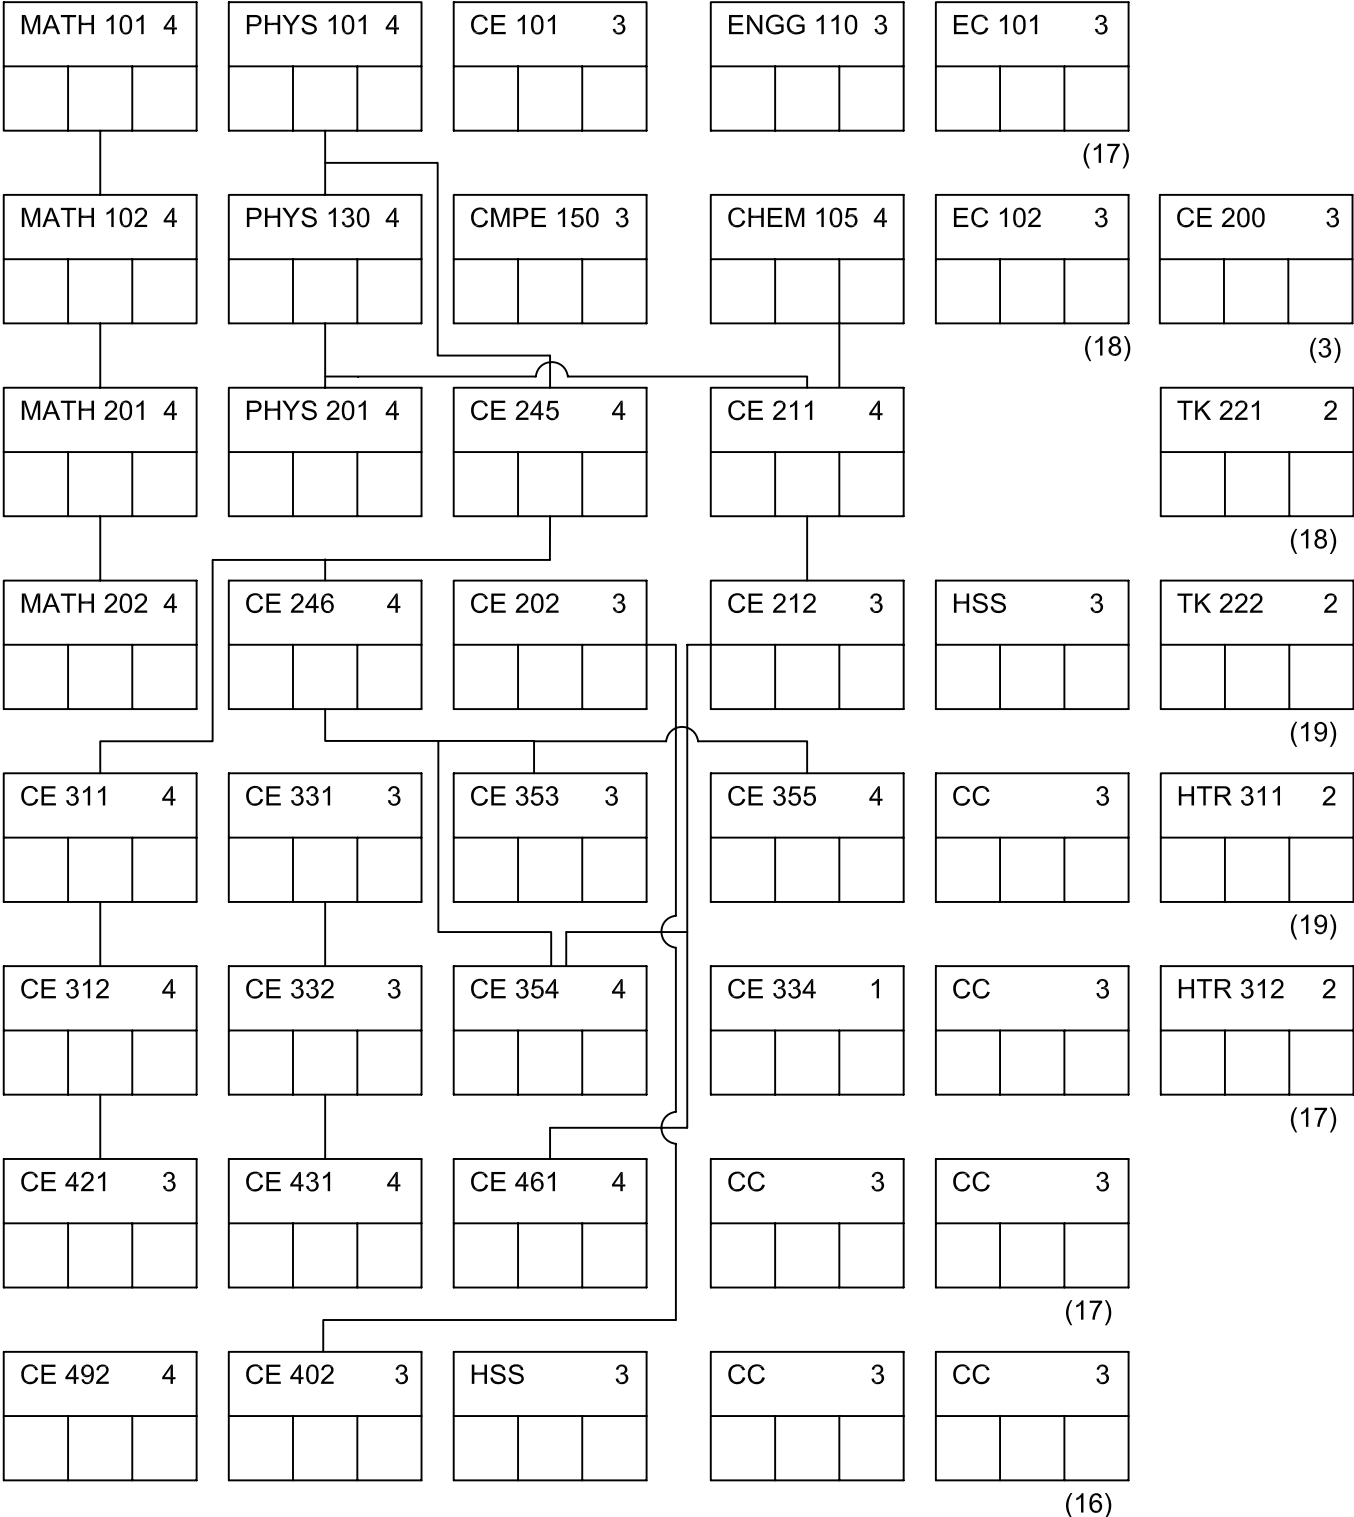 MATH 101 4 PHYS 101 4 CE 101 3 ENGG 110 3 EC 101 3
(17)
MATH 102 4 PHYS 130 4 CMPE 150 3 CHEM 105 4 EC 102 3 CE 200 3
(18) (3)
MATH 201 4 PHYS 201 4 CE 245 4 CE 211 4 TK 221 2
(18)
MATH 202 4 CE 246 4 CE 202 3 CE 212 3 HSS 3 TK 222 2
(19)
CE 311 4 CE 331 3 CE 353 3 CE 355 4 CC 3 HTR 311 2
(19)
CE 312 4 CE 332 3 CE 354 4 CE 334 1 CC 3 HTR 312 2
(17)
CE 421 3 CE 431 4 CE 461 4 CC 3 CC 3
(17)
CE 492 4 CE 402 3 HSS 3 CC 3 CC 3
(16)